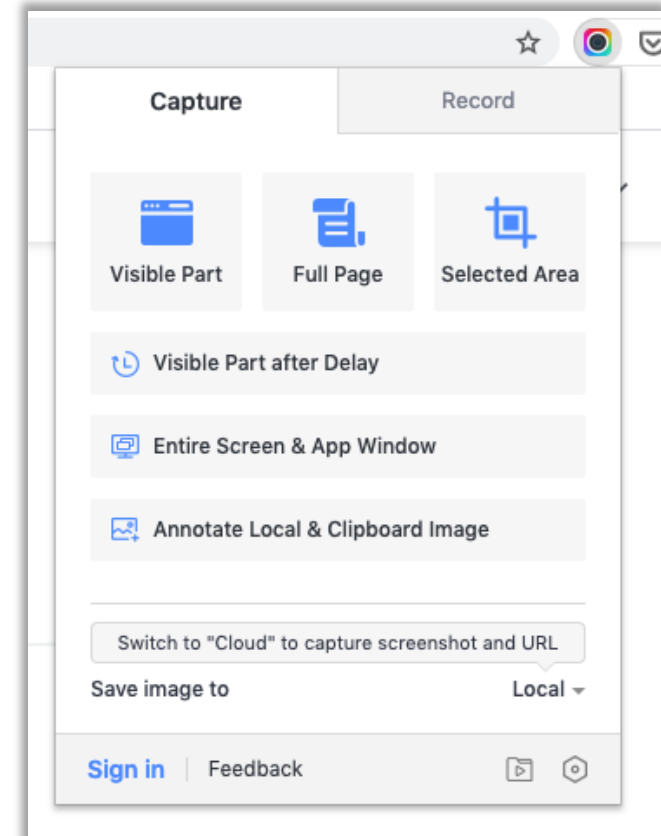 Capture
Record
Visible Part
Full Page
Selected Area
Visible Part after Delay
Entire Screen & App Window
Annotate Local & Clipboard Image
Switch to "Cloud" to capture screenshot and URL
Save image to
Local
Sign in
Feedback